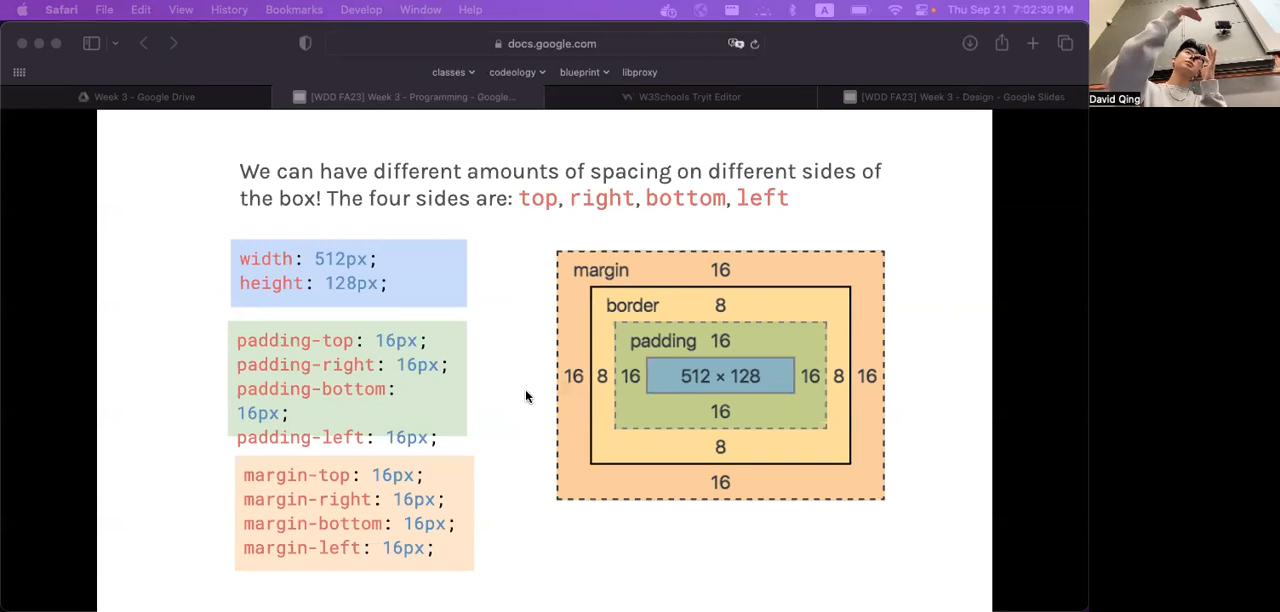 Safari File Edit View History Bookmarks Develop Window Help A Thu Sep 21 7:02:30 PM
docs.google.com
classes codeology blueprint libproxy
Week 3 - Google Drive [WDD FA23] Week 3 - Programming - Google... W3Schools Tryit Editor [WDD FA23] Week 3 - Design - Google Slides
David Qing
We can have different amounts of spacing on different sides of
the box! The four sides are: top, right, bottom, left
width: 512px;
height: 128px;
padding-top: 16px;
padding-right: 16px;
padding-bottom:
16px;
padding-left: 16px;
margin-top: 16px;
margin-right: 16px;
margin-bottom: 16px;
margin-left: 16px;
margin 16
border 8
padding 16
16 8 16 512 × 128 16 8 16
16
8
16